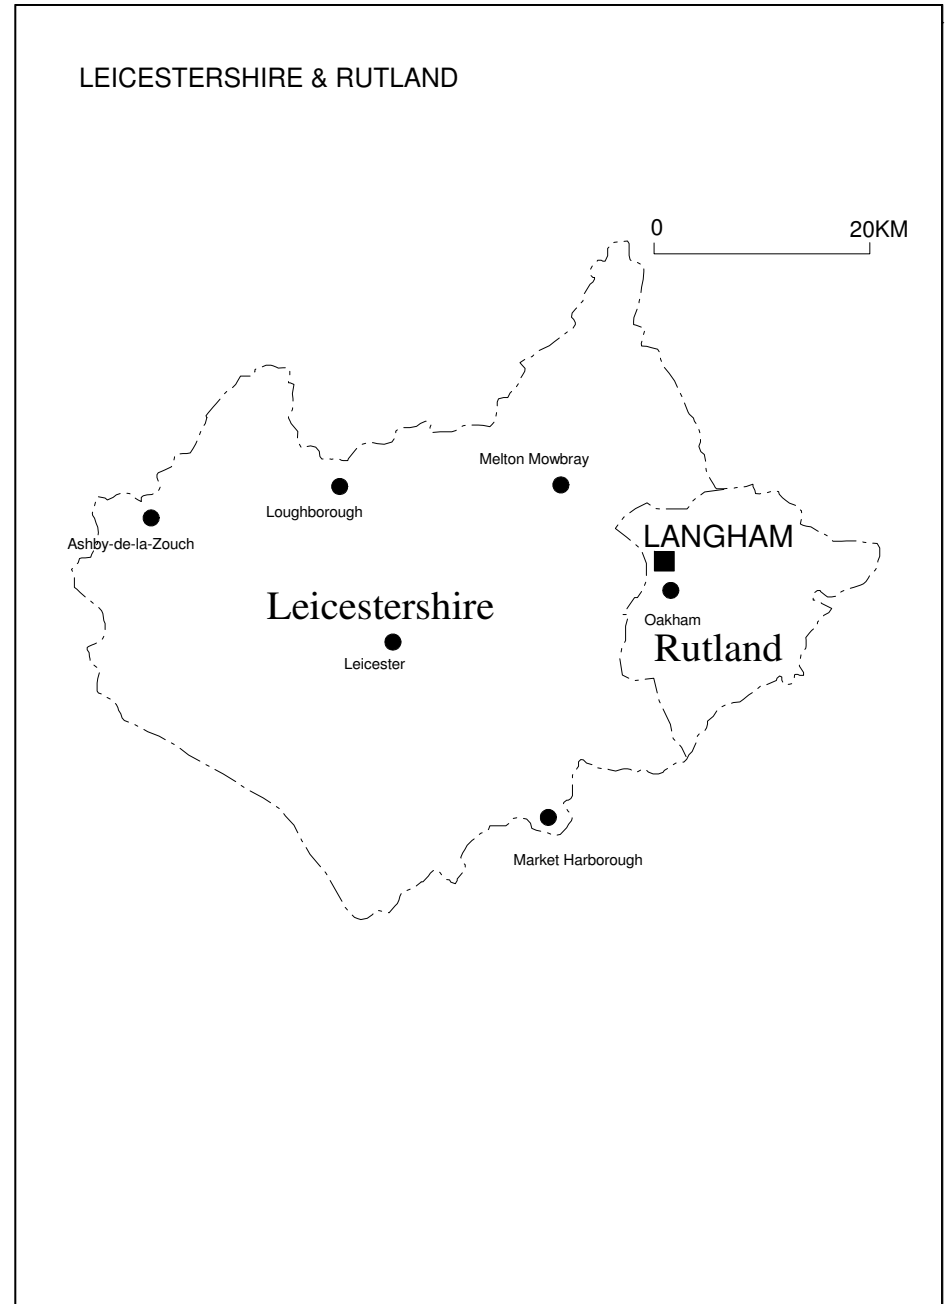 LEICESTERSHIRE & RUTLAND
0 20KM
Melton Mowbray
Loughborough
Ashby-de-la-Zouch
LANGHAM
Leicestershire
Oakham
Rutland
Leicester
Market Harborough